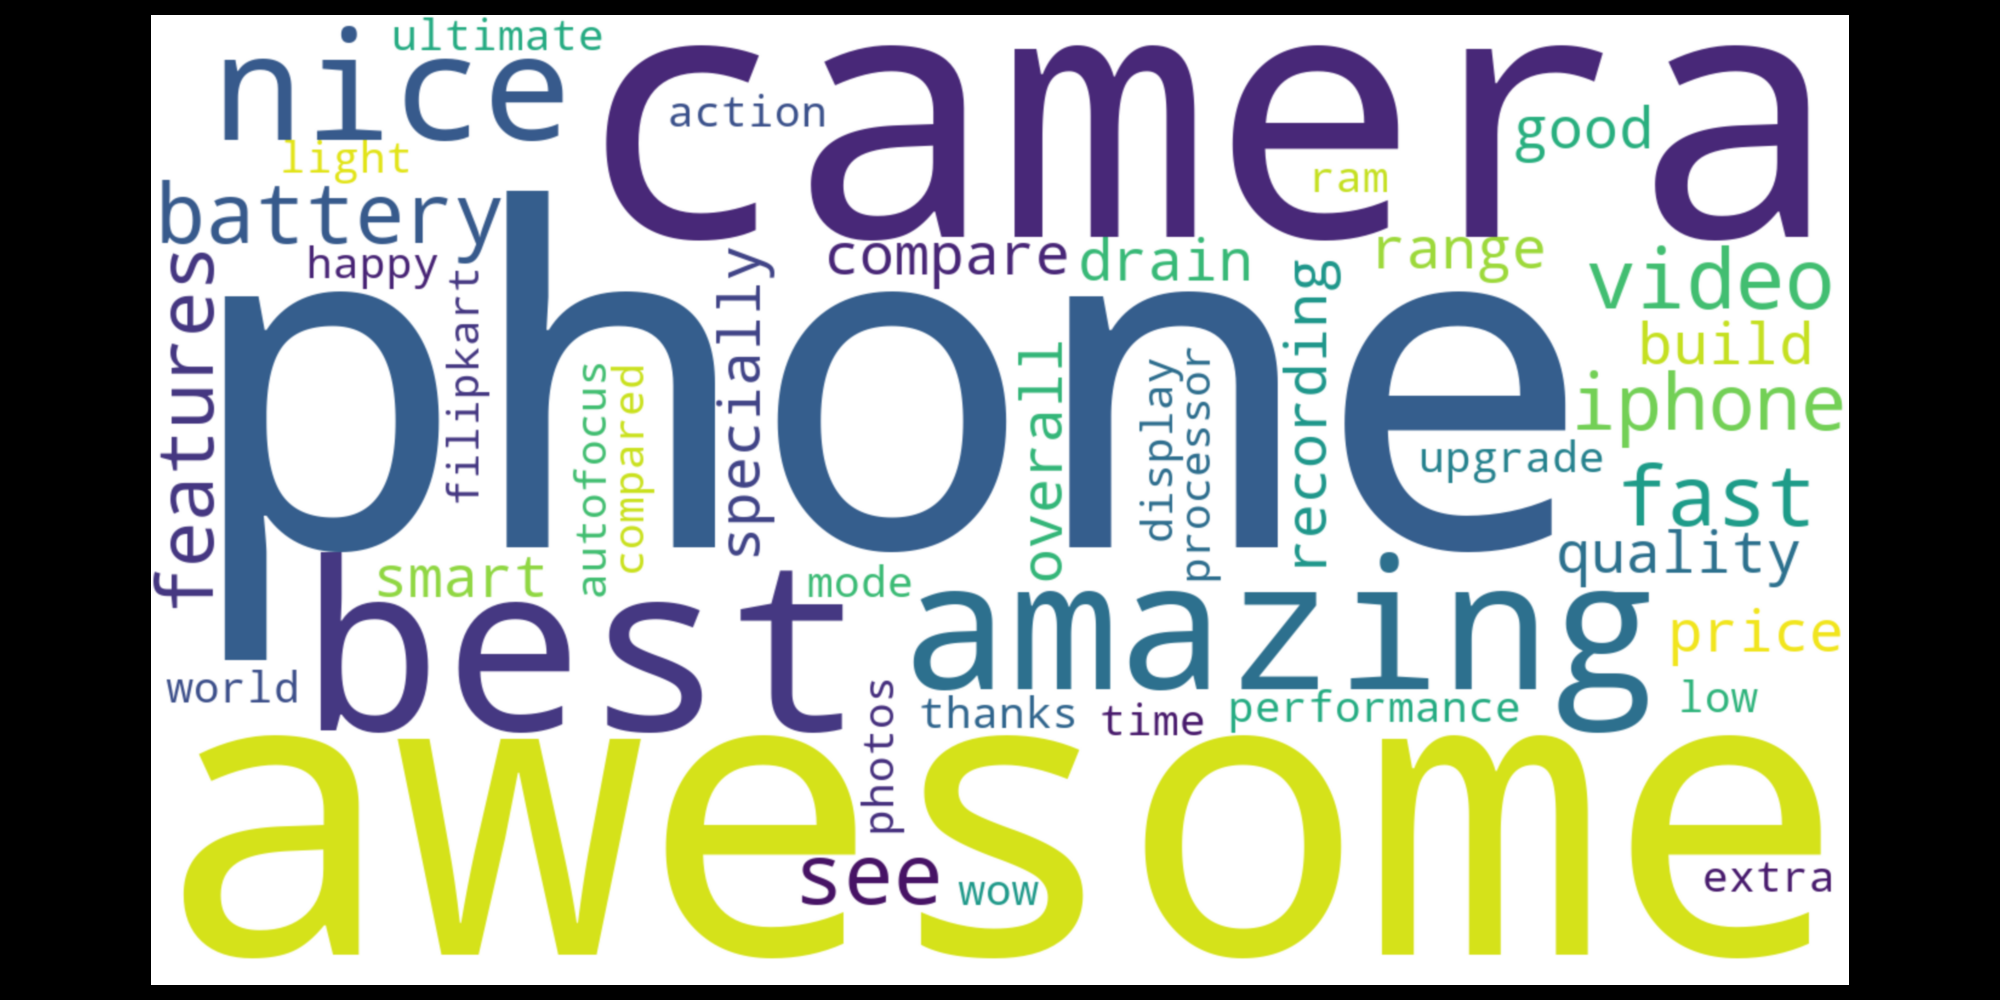 ultimate
nice
camera
action
good
light
ram
battery
happy
features
filipkart
specially
compare
drain
range
video
recording
build
phone
iphone
autofocus
compared
overall
display
processor
upgrade
fast
quality
smart
best
mode
amazing
price
world
photos
thanks
time
performance
low
awesome
see
wow
extra